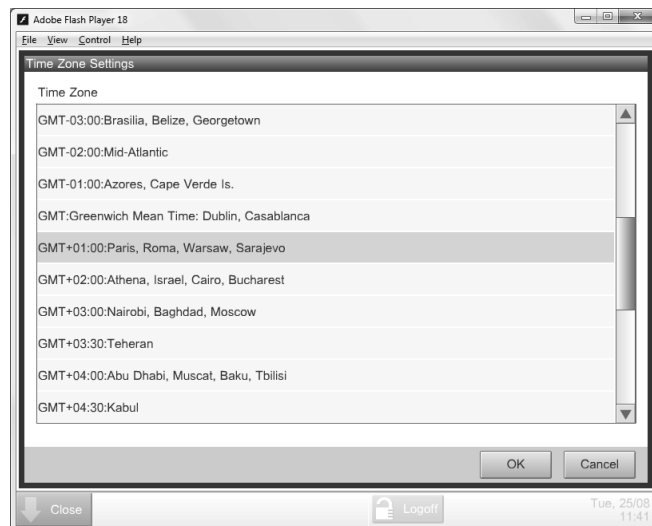 Adobe Flash Player 18
File View Control Help
Time Zone Settings
Time Zone
GMT-03:00:Brasilia, Belize, Georgetown
GMT-02:00:Mid-Atlantic
GMT-01:00:Azores, Cape Verde Is.
GMT:Greenwich Mean Time: Dublin, Casablanca
GMT+01:00:Paris, Roma, Warsaw, Sarajevo
GMT+02:00:Athena, Israel, Cairo, Bucharest
GMT+03:00:Nairobi, Baghdad, Moscow
GMT+03:30:Teheran
GMT+04:00:Abu Dhabi, Muscat, Baku, Tbilisi
GMT+04:30:Kabul
OK Cancel
Close Logoff Tue, 25/08
11:41